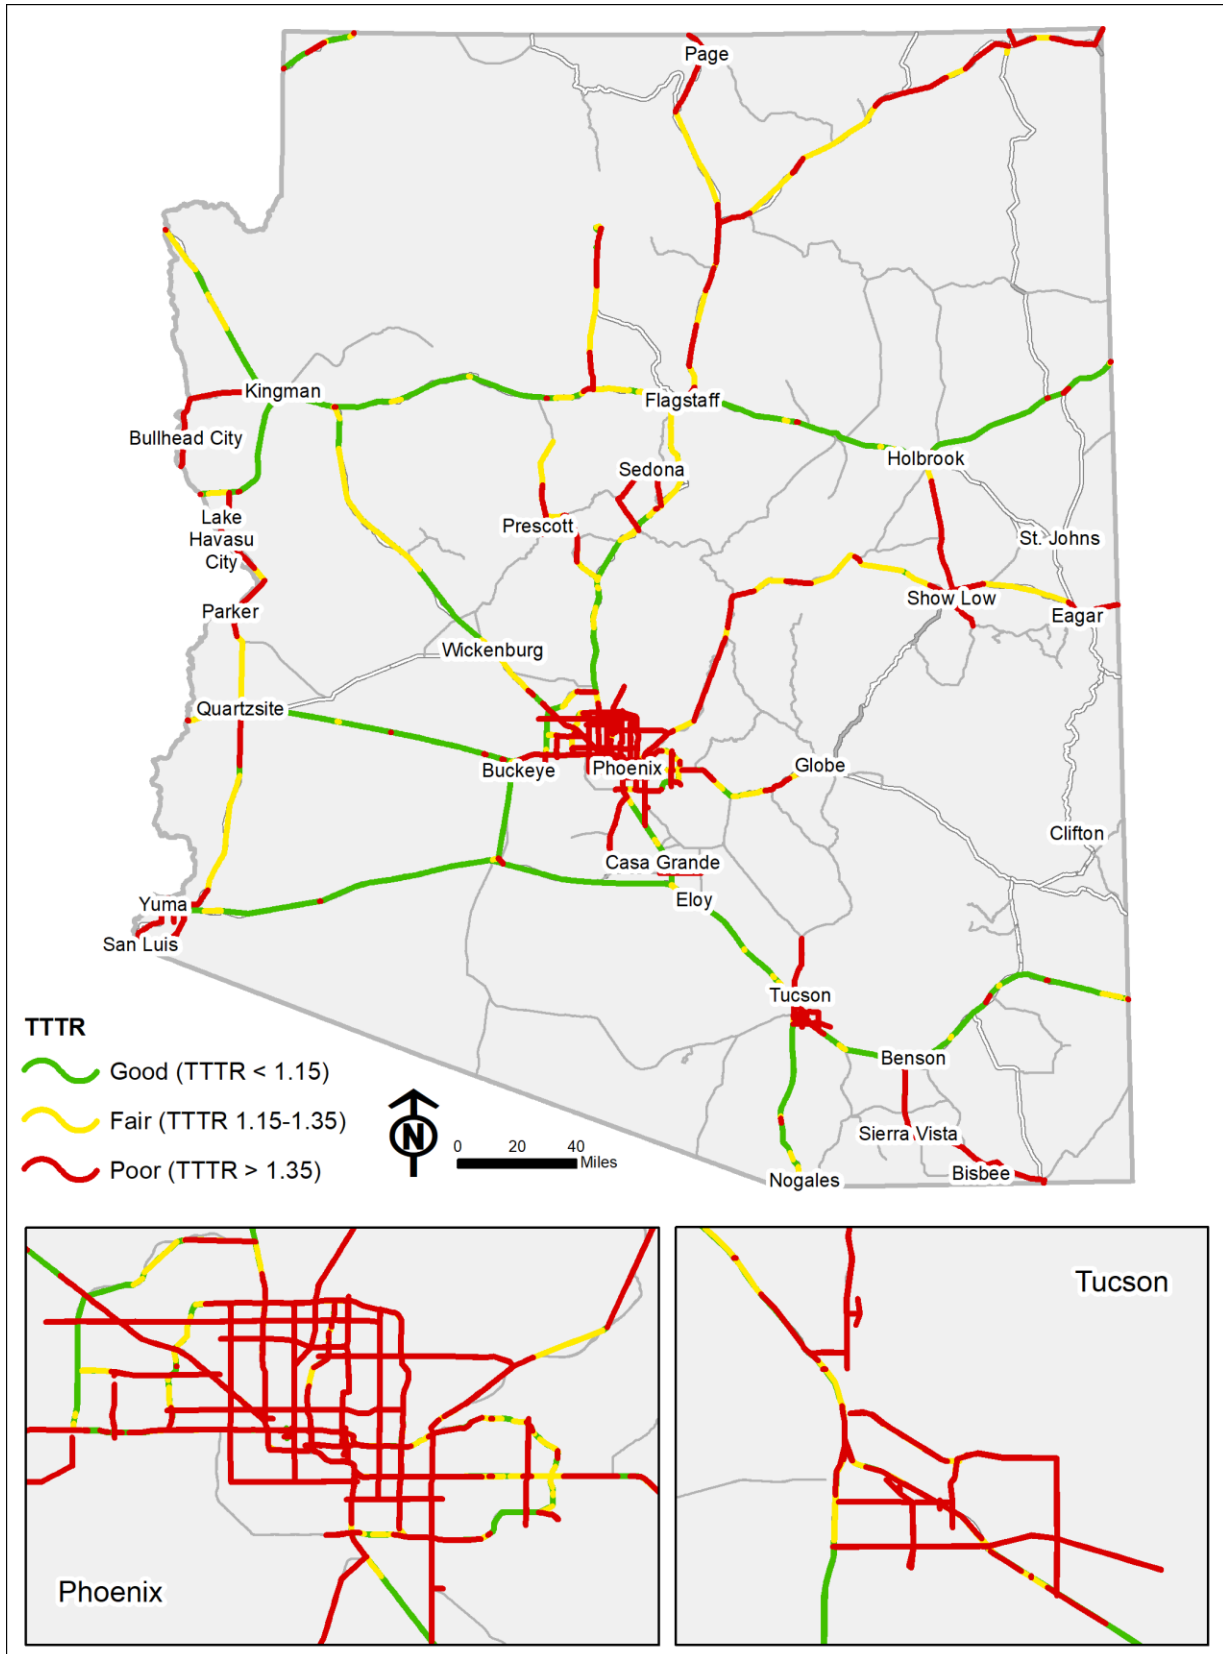 Page
Kingman
Flagstaff
Bullhead City
Holbrook
Sedona
Lake
Havasu
City
Prescott
St. Johns
Parker
Show Low
Eagar
Wickenburg
Quartzsite
Buckeye
Phoenix
Globe
Clifton
Casa Grande
Yuma
Eloy
San Luis
Tucson
TTTR
Good (TTTR < 1.15)
Fair (TTTR 1.15-1.35)
Poor (TTTR > 1.35)
N
0 20 40
Miles
Benson
Sierra Vista
Nogales
Bisbee
Tucson
Phoenix